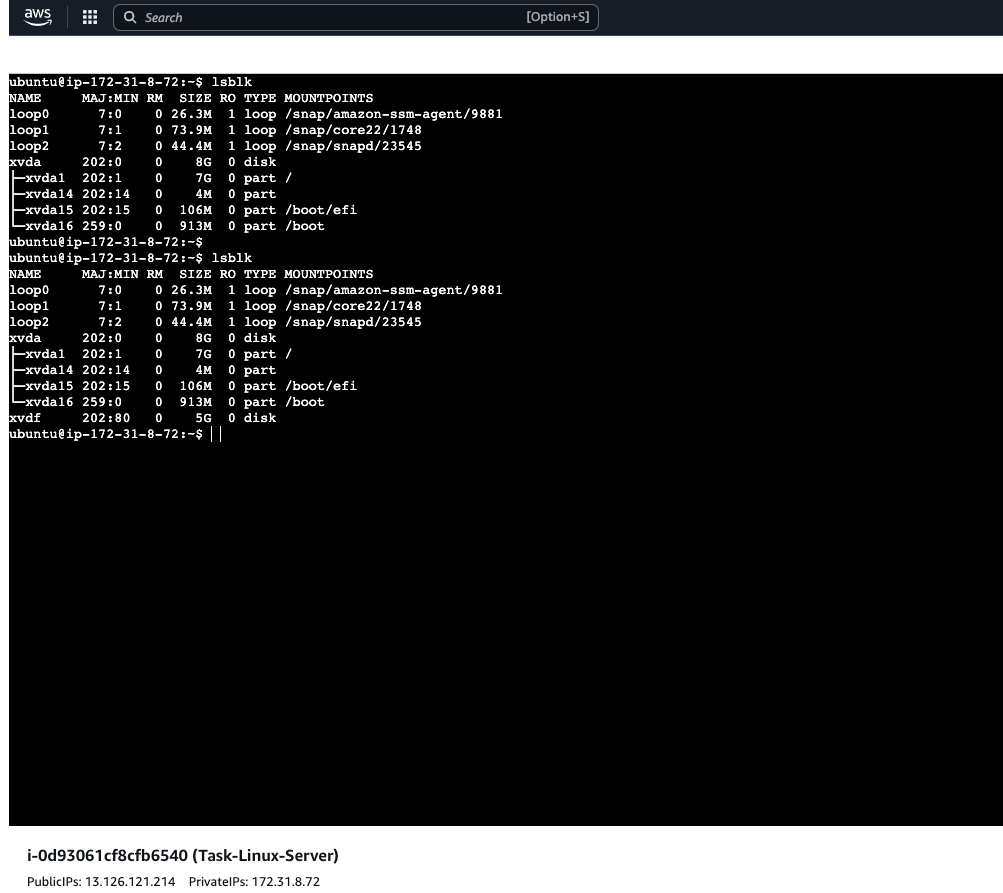 aws
Search [Option+S]
ubuntu@ip-172-31-8-72:~$ lsblk
NAME MAJ:MIN RM SIZE RO TYPE MOUNTPOINTS
loop0 7:0 0 26.3M 1 loop /snap/amazon-ssm-agent/9881
loop1 7:1 0 73.9M 1 loop /snap/core22/1748
loop2 7:2 0 44.4M 1 loop /snap/snapd/23545
xvda 202:0 0 8G 0 disk
├─xvda1 202:1 0 7G 0 part /
├─xvda14 202:14 0 4M 0 part
├─xvda15 202:15 0 106M 0 part /boot/efi
└─xvda16 259:0 0 913M 0 part /boot
ubuntu@ip-172-31-8-72:~$
ubuntu@ip-172-31-8-72:~$ lsblk
NAME MAJ:MIN RM SIZE RO TYPE MOUNTPOINTS
loop0 7:0 0 26.3M 1 loop /snap/amazon-ssm-agent/9881
loop1 7:1 0 73.9M 1 loop /snap/core22/1748
loop2 7:2 0 44.4M 1 loop /snap/snapd/23545
xvda 202:0 0 8G 0 disk
├─xvda1 202:1 0 7G 0 part /
├─xvda14 202:14 0 4M 0 part
├─xvda15 202:15 0 106M 0 part /boot/efi
└─xvda16 259:0 0 913M 0 part /boot
xvdf 202:80 0 5G 0 disk
ubuntu@ip-172-31-8-72:~$
i-0d93061cf8cfb6540 (Task-Linux-Server)
PublicIPs: 13.126.121.214 PrivateIPs: 172.31.8.72